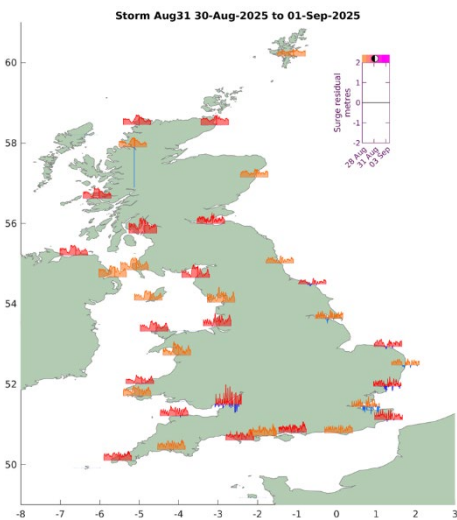 Storm Aug31 30-Aug-2025 to 01-Sep-2025
60
58
56
54
52
50
-8 -7 -6 -5 -4 -3 -2 -1 0 1 2 3
Surge residual
metres
2
1
0
-1
-2
28 Aug
31 Aug
03 Sep